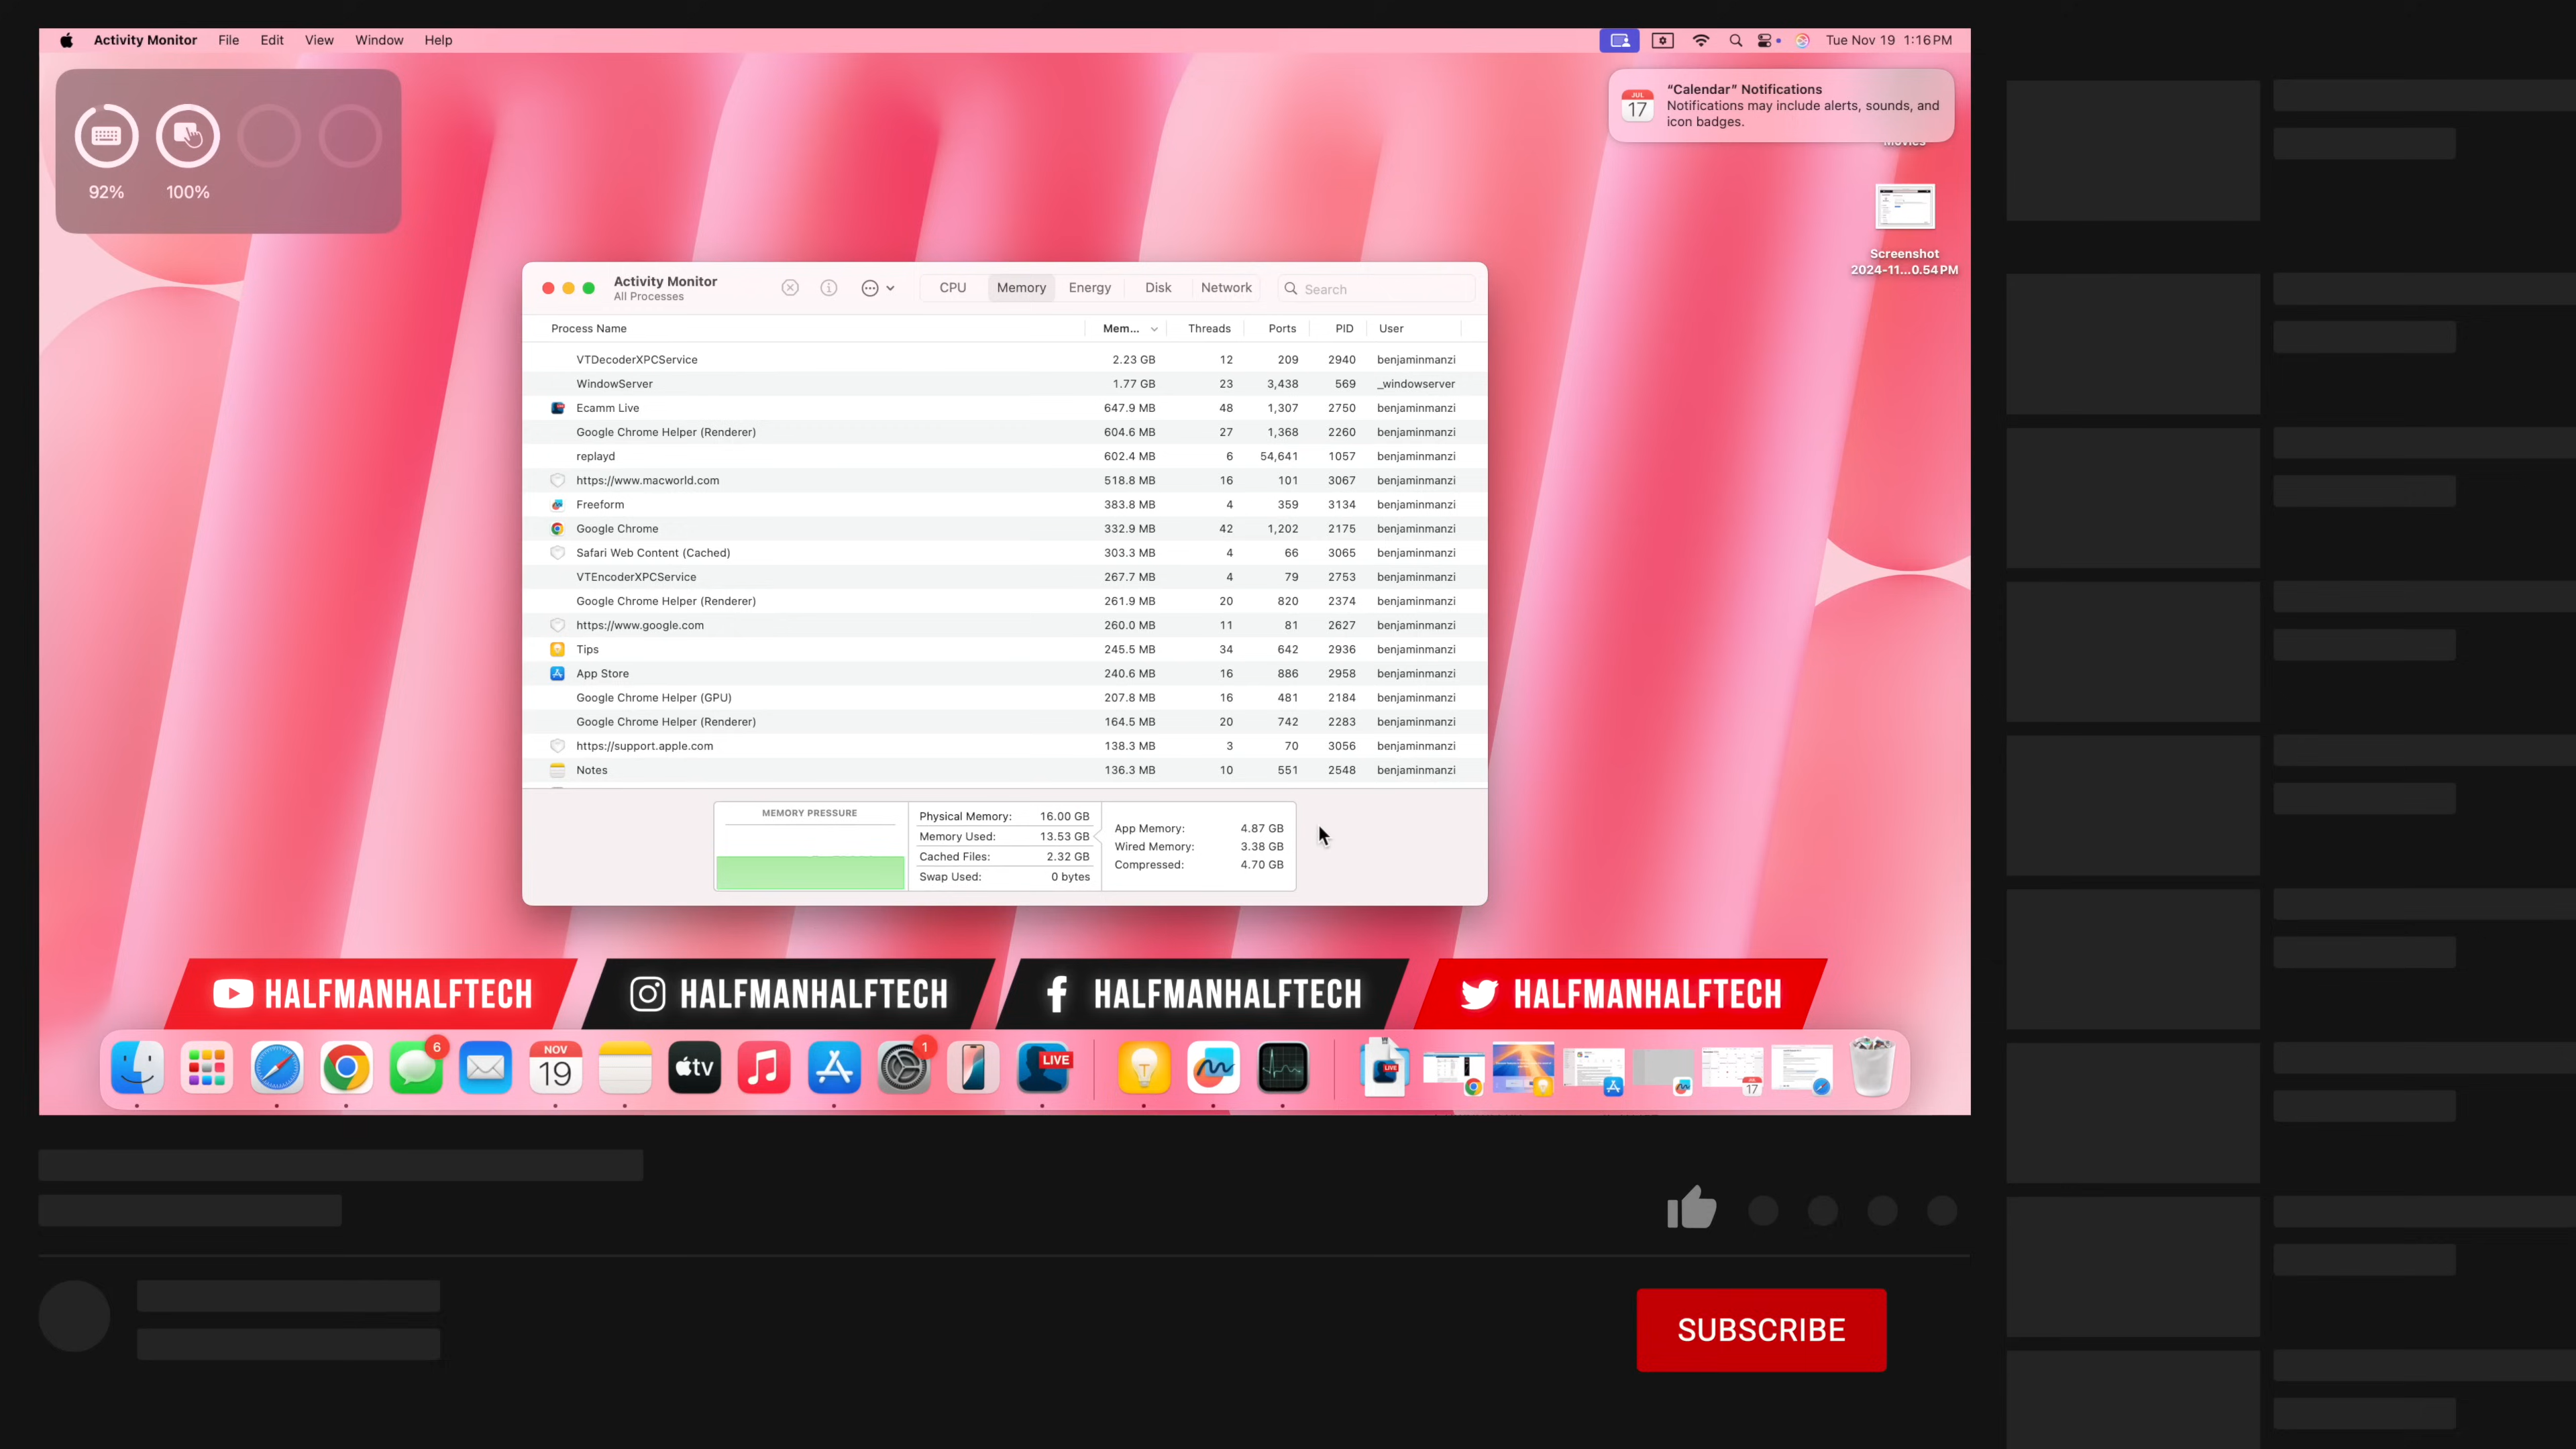 Activity Monitor File Edit View Window Help
Tue Nov 19 1:16 PM
92% 100%
JUL
17
“Calendar” Notifications
Notifications may include alerts, sounds, and
icon badges.
Movies
Screenshot
2024-11...0.54 PM
Activity Monitor
All Processes
CPU Memory Energy Disk Network Search
Process Name Mem... Threads Ports PID User
VTDecoderXPCService 2.23 GB 12 209 2940 benjaminmanzi
WindowServer 1.77 GB 23 3,438 569 _windowserver
Ecamm Live 647.9 MB 48 1,307 2750 benjaminmanzi
Google Chrome Helper (Renderer) 604.6 MB 27 1,368 2260 benjaminmanzi
replayd 602.4 MB 6 54,641 1057 benjaminmanzi
https://www.macworld.com 518.8 MB 16 101 3067 benjaminmanzi
Freeform 383.8 MB 4 359 3134 benjaminmanzi
Google Chrome 332.9 MB 42 1,202 2175 benjaminmanzi
Safari Web Content (Cached) 303.3 MB 4 66 3065 benjaminmanzi
VTEncoderXPCService 267.7 MB 4 79 2753 benjaminmanzi
Google Chrome Helper (Renderer) 261.9 MB 20 820 2374 benjaminmanzi
https://www.google.com 260.0 MB 11 81 2627 benjaminmanzi
Tips 245.5 MB 34 642 2936 benjaminmanzi
App Store 240.6 MB 16 886 2958 benjaminmanzi
Google Chrome Helper (GPU) 207.8 MB 16 481 2184 benjaminmanzi
Google Chrome Helper (Renderer) 164.5 MB 20 742 2283 benjaminmanzi
https://support.apple.com 138.3 MB 3 70 3056 benjaminmanzi
Notes 136.3 MB 10 551 2548 benjaminmanzi
MEMORY PRESSURE
Physical Memory: 16.00 GB
Memory Used: 13.53 GB
Cached Files: 2.32 GB
Swap Used: 0 bytes
App Memory: 4.87 GB
Wired Memory: 3.38 GB
Compressed: 4.70 GB
HALFMANHALFTECH HALFMANHALFTECH HALFMANHALFTECH HALFMANHALFTECH
6
NOV
19
tv
1
LIVE
LIVE
17
SUBSCRIBE